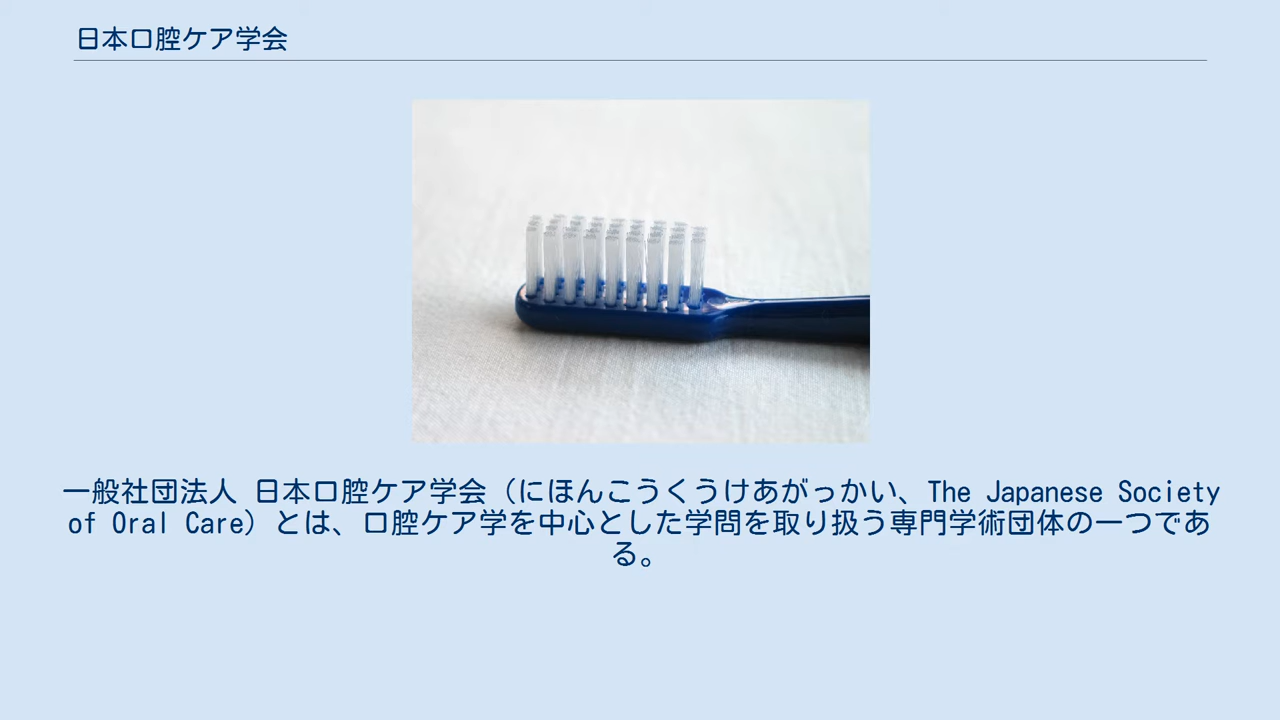 日本口腔ケア学会
一般社団法人 日本口腔ケア学会（にほんこうくうけあがっかい、The Japanese Society
of Oral Care）とは、口腔ケア学を中心とした学問を取り扱う専門学術団体の一つであ
る。